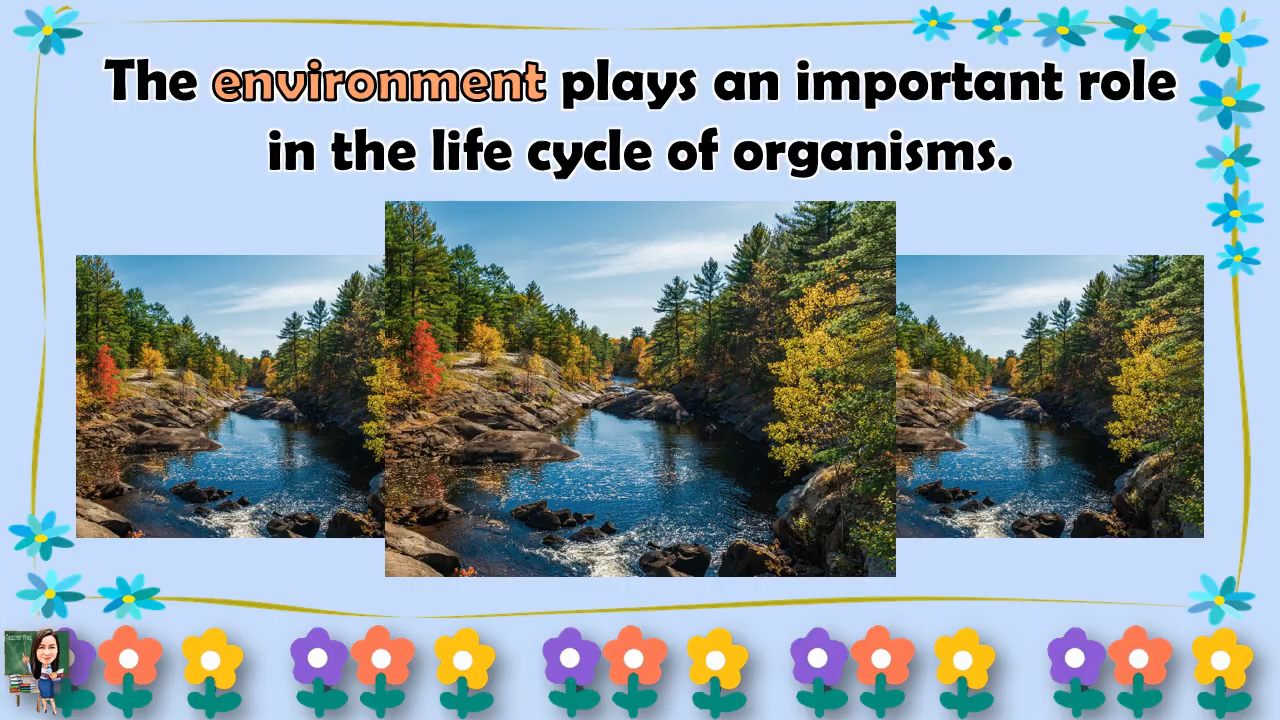 The environment plays an important role
in the life cycle of organisms.